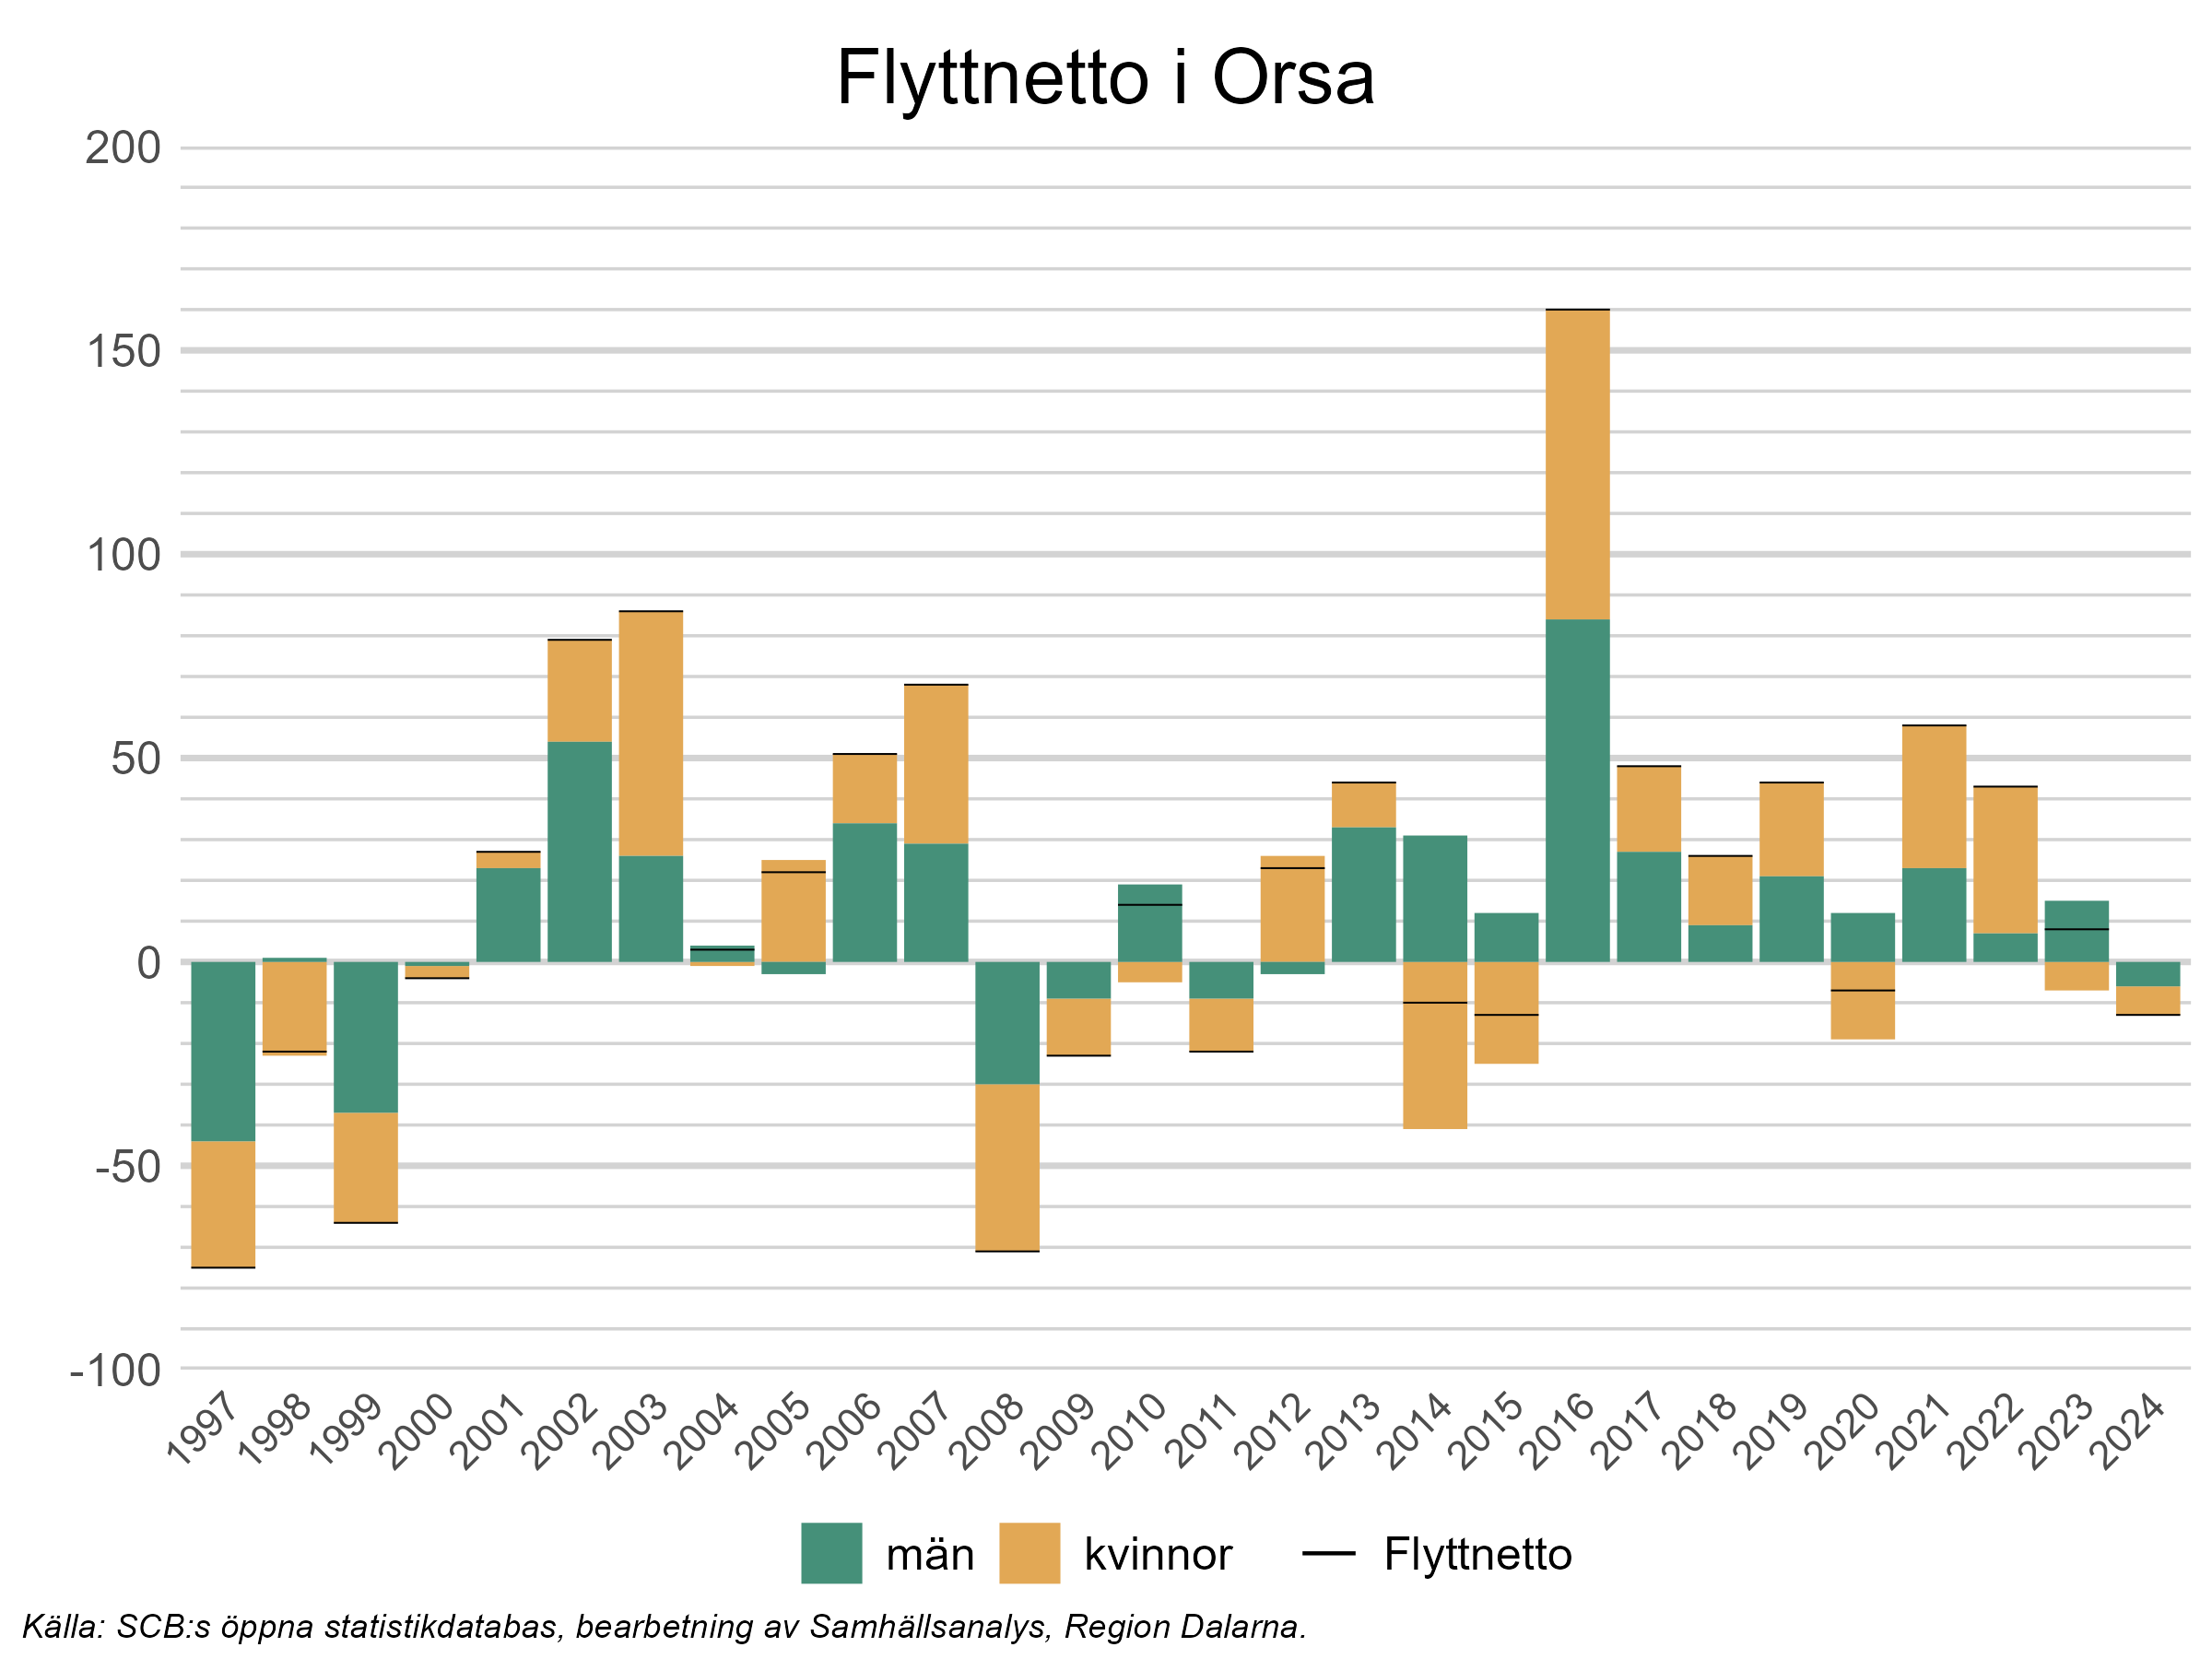 Flyttnetto i Orsa
200
150
100
50
0
-50
-100
1997 1998 1999 2000 2001 2002 2003 2004 2005 2006 2007 2008 2009 2010 2011 2012 2013 2014 2015 2016 2017 2018 2019 2020 2021 2022 2023 2024
män kvinnor Flyttnetto
Källa: SCB:s öppna statistikdatabas, bearbetning av Samhällsanalys, Region Dalarna.